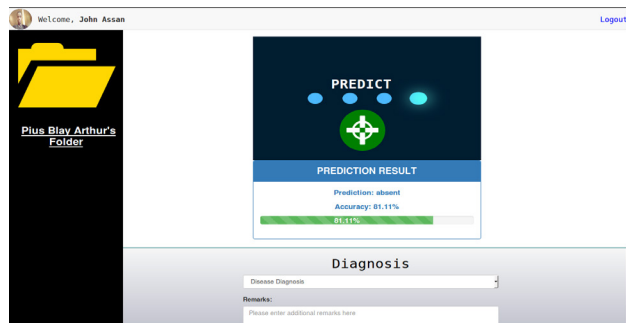 Welcome, John Assan
Logout
Pius Blay Arthur's
Folder
PREDICT
PREDICTION RESULT
Prediction: absent
Accuracy: 81.11%
81.11%
Diagnosis
Disease Diagnosis
Remarks:
Please enter additional remarks here